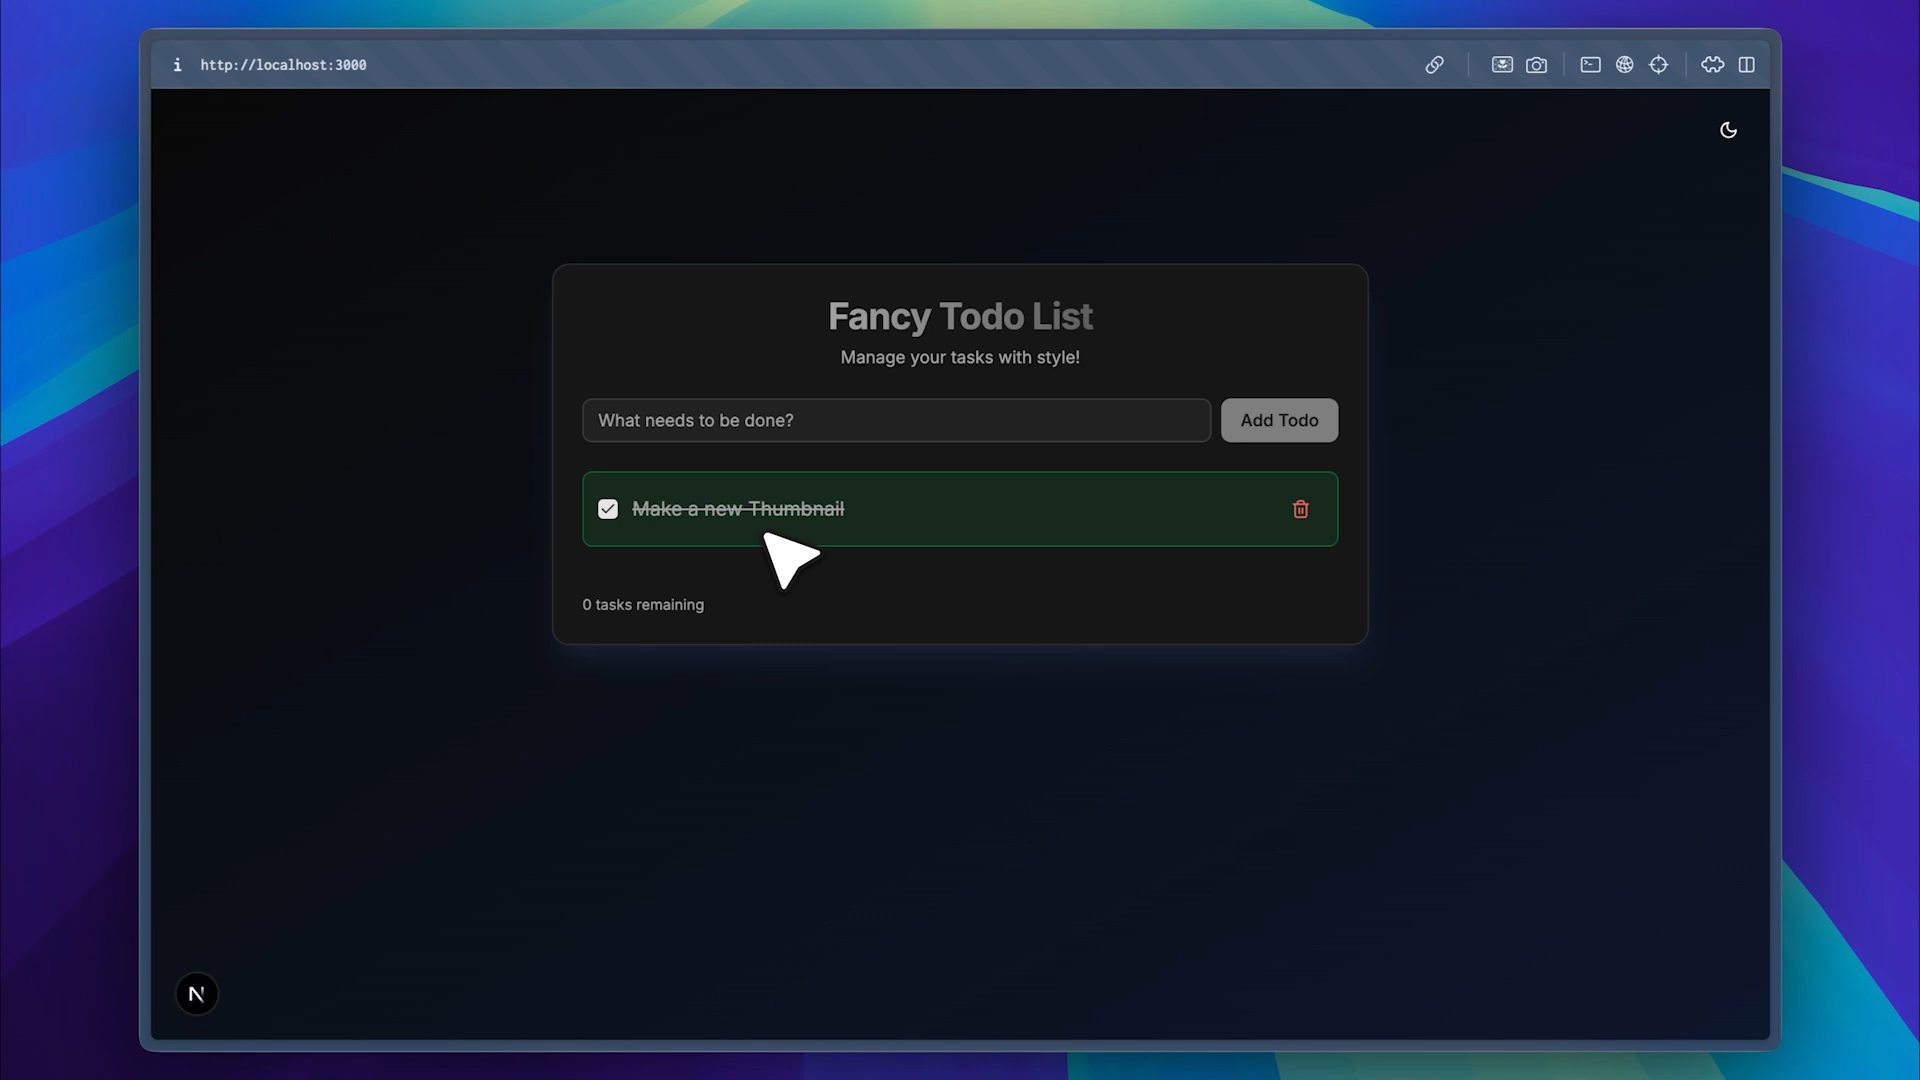 i http://localhost:3000
Fancy Todo List
Manage your tasks with style!
What needs to be done?
Add Todo
Make a new Thumbnail
0 tasks remaining
N